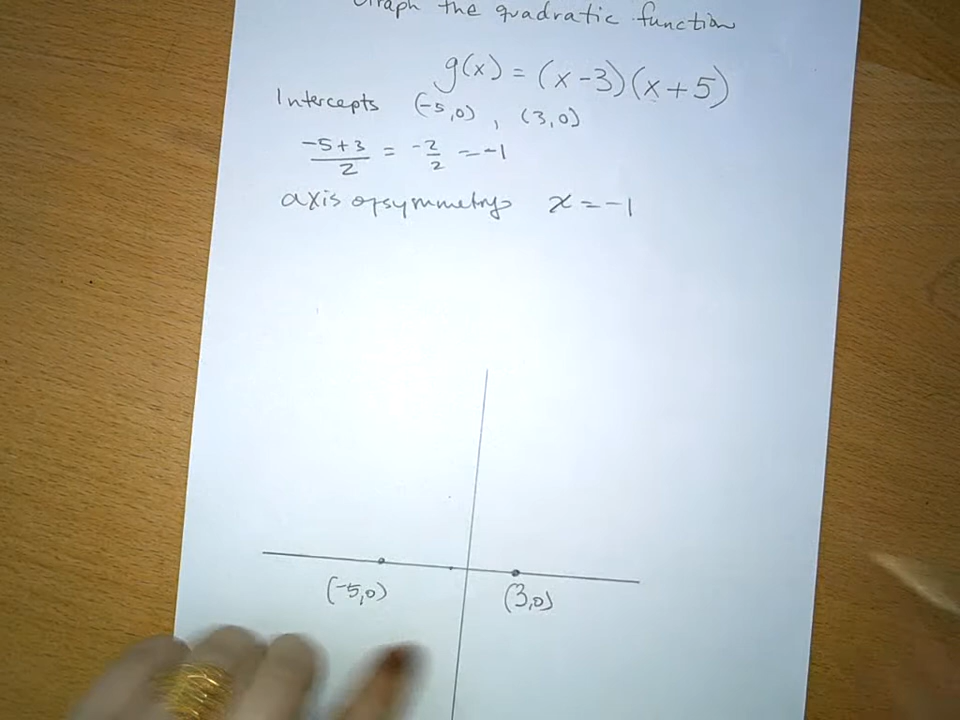 Graph the quadratic function
g(x) = (x-3)(x+5)
Intercepts (-5,0) , (3,0)
-5+3/2 = -2/2 = -1
axis of symmetry x = -1
(-5,0) (3,0)